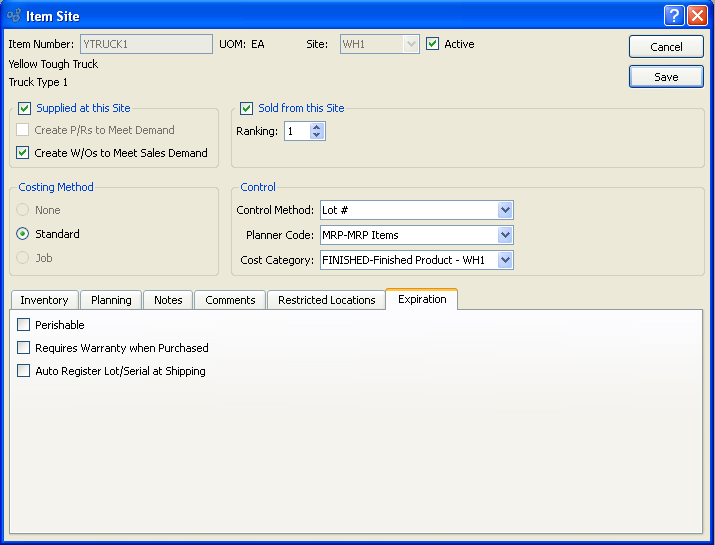 Item Site
Item Number: YTRUCK1 UOM: EA Site: WH1 Active
Cancel
Yellow Tough Truck
Truck Type 1
Save
Supplied at this Site
Create P/Rs to Meet Demand
Create W/Os to Meet Sales Demand
Sold from this Site
Ranking: 1
Costing Method
None
Standard
Job
Control
Control Method: Lot #
Planner Code: MRP-MRP Items
Cost Category: FINISHED-Finished Product - WH1
Inventory Planning Notes Comments Restricted Locations Expiration
Perishable
Requires Warranty when Purchased
Auto Register Lot/Serial at Shipping